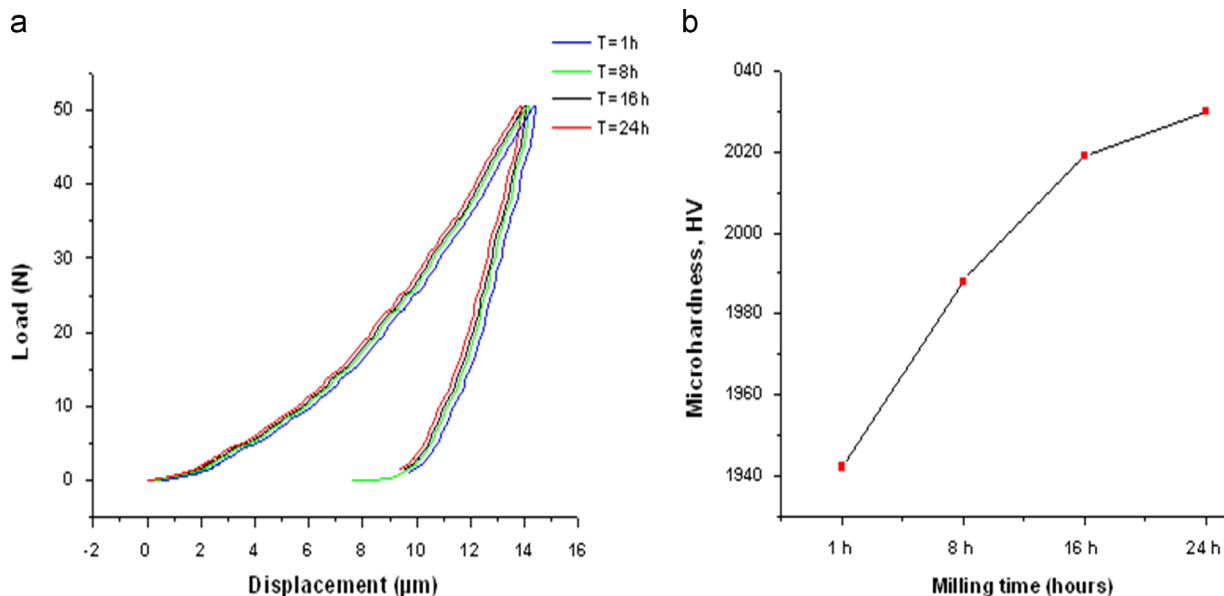 a
T=1h
T=8h
T=16h
T=24h
50
40
30
20
10
0
-2 0 2 4 6 8 10 12 14 16
Load (N)
Displacement (µm)
b
040
2020
2000
1980
1960
1940
1 h 8 h 16 h 24 h
Microhardness, HV
Milling time (hours)